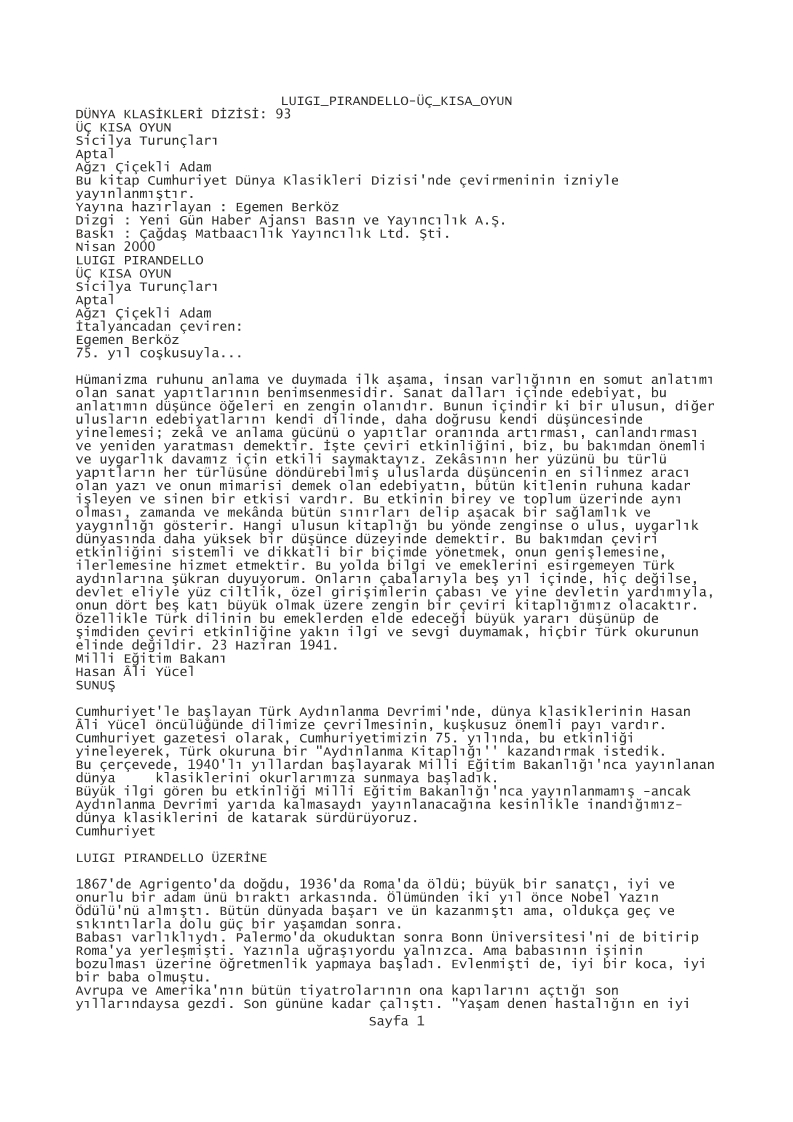 LUIGI_PIRANDELLO-ÜÇ_KISA_OYUN
DÜNYA KLASİKLERİ DİZİSİ: 93
ÜÇ KISA OYUN
Sicilya Turunçları
Aptal
Ağzı Çiçekli Adam
Bu kitap Cumhuriyet Dünya Klasikleri Dizisi'nde çevirmeninin izniyle
yayınlanmıştır.
Yayına hazırlayan : Egemen Berköz
Dizgi : Yeni Gün Haber Ajansı Basın ve Yayıncılık A.Ş.
Baskı : Çağdaş Matbaacılık Yayıncılık Ltd. Şti.
Nisan 2000
LUIGI PIRANDELLO
ÜÇ KISA OYUN
Sicilya Turunçları
Aptal
Ağzı Çiçekli Adam
İtalyancadan çeviren:
Egemen Berköz
75. yıl coşkusuyla...
Hümanizma ruhunu anlama ve duymada ilk aşama, insan varlığının en somut anlatımı
olan sanat yapıtlarının benimsenmesidir. Sanat dalları içinde edebiyat, bu
anlatımın düşünce öğeleri en zengin olanıdır. Bunun içindir ki bir ulusun, diğer
ulusların edebiyatlarını kendi dilinde, daha doğrusu kendi düşüncesinde
yinelemesi; zekâ ve anlama gücünü o yapıtlar oranında artırması, canlandırması
ve yeniden yaratması demektir. İşte çeviri etkinliğini, biz, bu bakımdan önemli
ve uygarlık davamız için etkili saymaktayız. Zekâsının her yüzünü bu türlü
yapıtların her türlüsüne döndürebilmiş uluslarda düşüncenin en silinmez aracı
olan yazı ve onun mimarisi demek olan edebiyatın, bütün kitlenin ruhuna kadar
işleyen ve sinen bir etkisi vardır. Bu etkinin birey ve toplum üzerinde aynı
olması, zamanda ve mekânda bütün sınırları delip aşacak bir sağlamlık ve
yaygınlığı gösterir. Hangi ulusun kitaplığı bu yönde zenginse o ulus, uygarlık
dünyasında daha yüksek bir düşünce düzeyinde demektir. Bu bakımdan çeviri
etkinliğini sistemli ve dikkatli bir biçimde yönetmek, onun genişlemesine,
ilerlemesine hizmet etmektir. Bu yolda bilgi ve emeklerini esirgemeyen Türk
aydınlarına şükran duyuyorum. Onların çabalarıyla beş yıl içinde, hiç değilse,
devlet eliyle yüz ciltlik, özel girişimlerin çabası ve yine devletin yardımıyla,
onun dört beş katı büyük olmak üzere zengin bir çeviri kitaplığımız olacaktır.
Özellikle Türk dilinin bu emeklerden elde edeceği büyük yararı düşünüp de
şimdiden çeviri etkinliğine yakın ilgi ve sevgi duymamak, hiçbir Türk okurunun
elinde değildir. 23 Haziran 1941.
Milli Eğitim Bakanı
Hasan Âli Yücel
SUNUŞ
Cumhuriyet'le başlayan Türk Aydınlanma Devrimi'nde, dünya klasiklerinin Hasan
Âli Yücel öncülüğünde dilimize çevrilmesinin, kuşkusuz önemli payı vardır.
Cumhuriyet gazetesi olarak, Cumhuriyetimizin 75. yılında, bu etkinliği
yineleyerek, Türk okuruna bir "Aydınlanma Kitaplığı'' kazandırmak istedik.
Bu çerçevede, 1940'lı yıllardan başlayarak Milli Eğitim Bakanlığı'nca yayınlanan
dünya     klasiklerini okurlarımıza sunmaya başladık.
Büyük ilgi gören bu etkinliği Milli Eğitim Bakanlığı'nca yayınlanmamış -ancak
Aydınlanma Devrimi yarıda kalmasaydı yayınlanacağına kesinlikle inandığımız-
dünya klasiklerini de katarak sürdürüyoruz.
Cumhuriyet
LUIGI PIRANDELLO ÜZERİNE
1867'de Agrigento'da doğdu, 1936'da Roma'da öldü; büyük bir sanatçı, iyi ve
onurlu bir adam ünü bıraktı arkasında. Ölümünden iki yıl önce Nobel Yazın
Ödülü'nü almıştı. Bütün dünyada başarı ve ün kazanmıştı ama, oldukça geç ve
sıkıntılarla dolu güç bir yaşamdan sonra.
Babası varlıklıydı. Palermo'da okuduktan sonra Bonn Üniversitesi'ni de bitirip
Roma'ya yerleşmişti. Yazınla uğraşıyordu yalnızca. Ama babasının işinin
bozulması üzerine öğretmenlik yapmaya başladı. Evlenmişti de, iyi bir koca, iyi
bir baba olmuştu.
Avrupa ve Amerika'nın bütün tiyatrolarının ona kapılarını açtığı son
yıllarındaysa gezdi. Son gününe kadar çalıştı. "Yaşam denen hastalığın en iyi
Sayfa 1